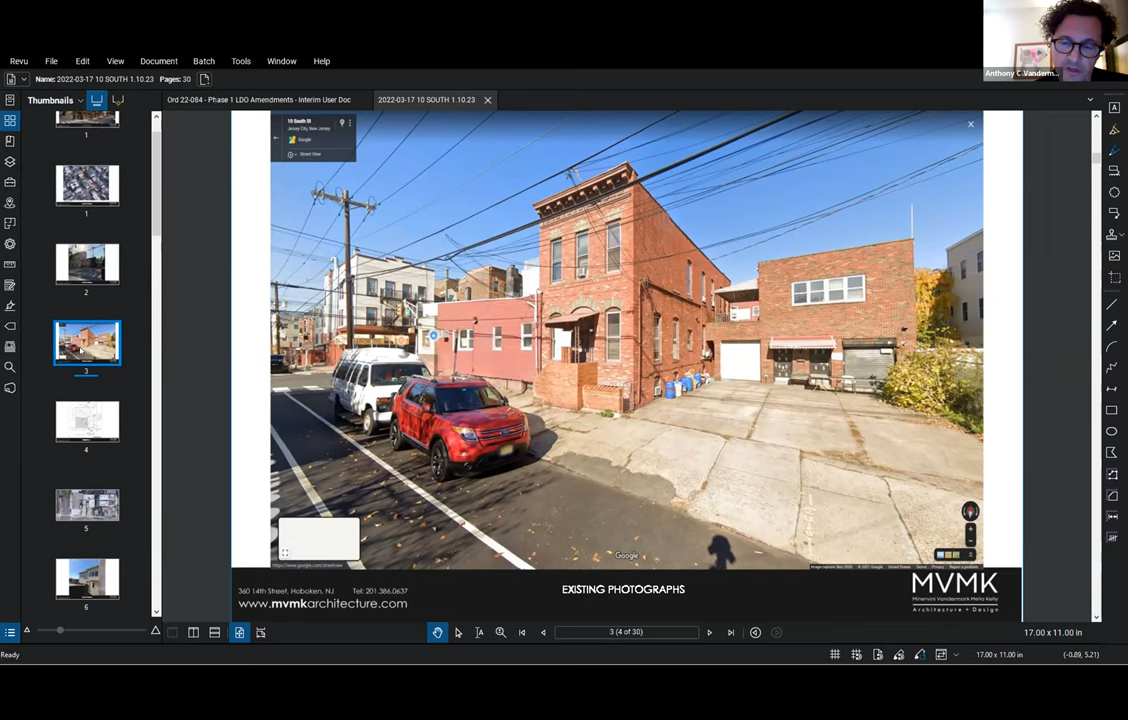 Anthony C Vanderm...
Revu File Edit View Document Batch Tools Window Help
Name: 2022-03-17 10 SOUTH 1.10.23 Pages: 30
Thumbnails
Ord 22-084 - Phase 1 LDO Amendments - Interim User Doc
2022-03-17 10 SOUTH 1.10.23
1
1
2
3
4
5
6
10 South St
Jersey City, New Jersey
Google
Street View
Google
360 14th Street, Hoboken, NJ Tel: 201.386.0637
www.mvmkarchitecture.com
EXISTING PHOTOGRAPHS
MVMK
Minervini Vandermark Melia Kelly
Architecture + Design
3 (4 of 30)
17.00 x 11.00 in
Ready
17.00 x 11.00 in
(-0.89, 5.21)